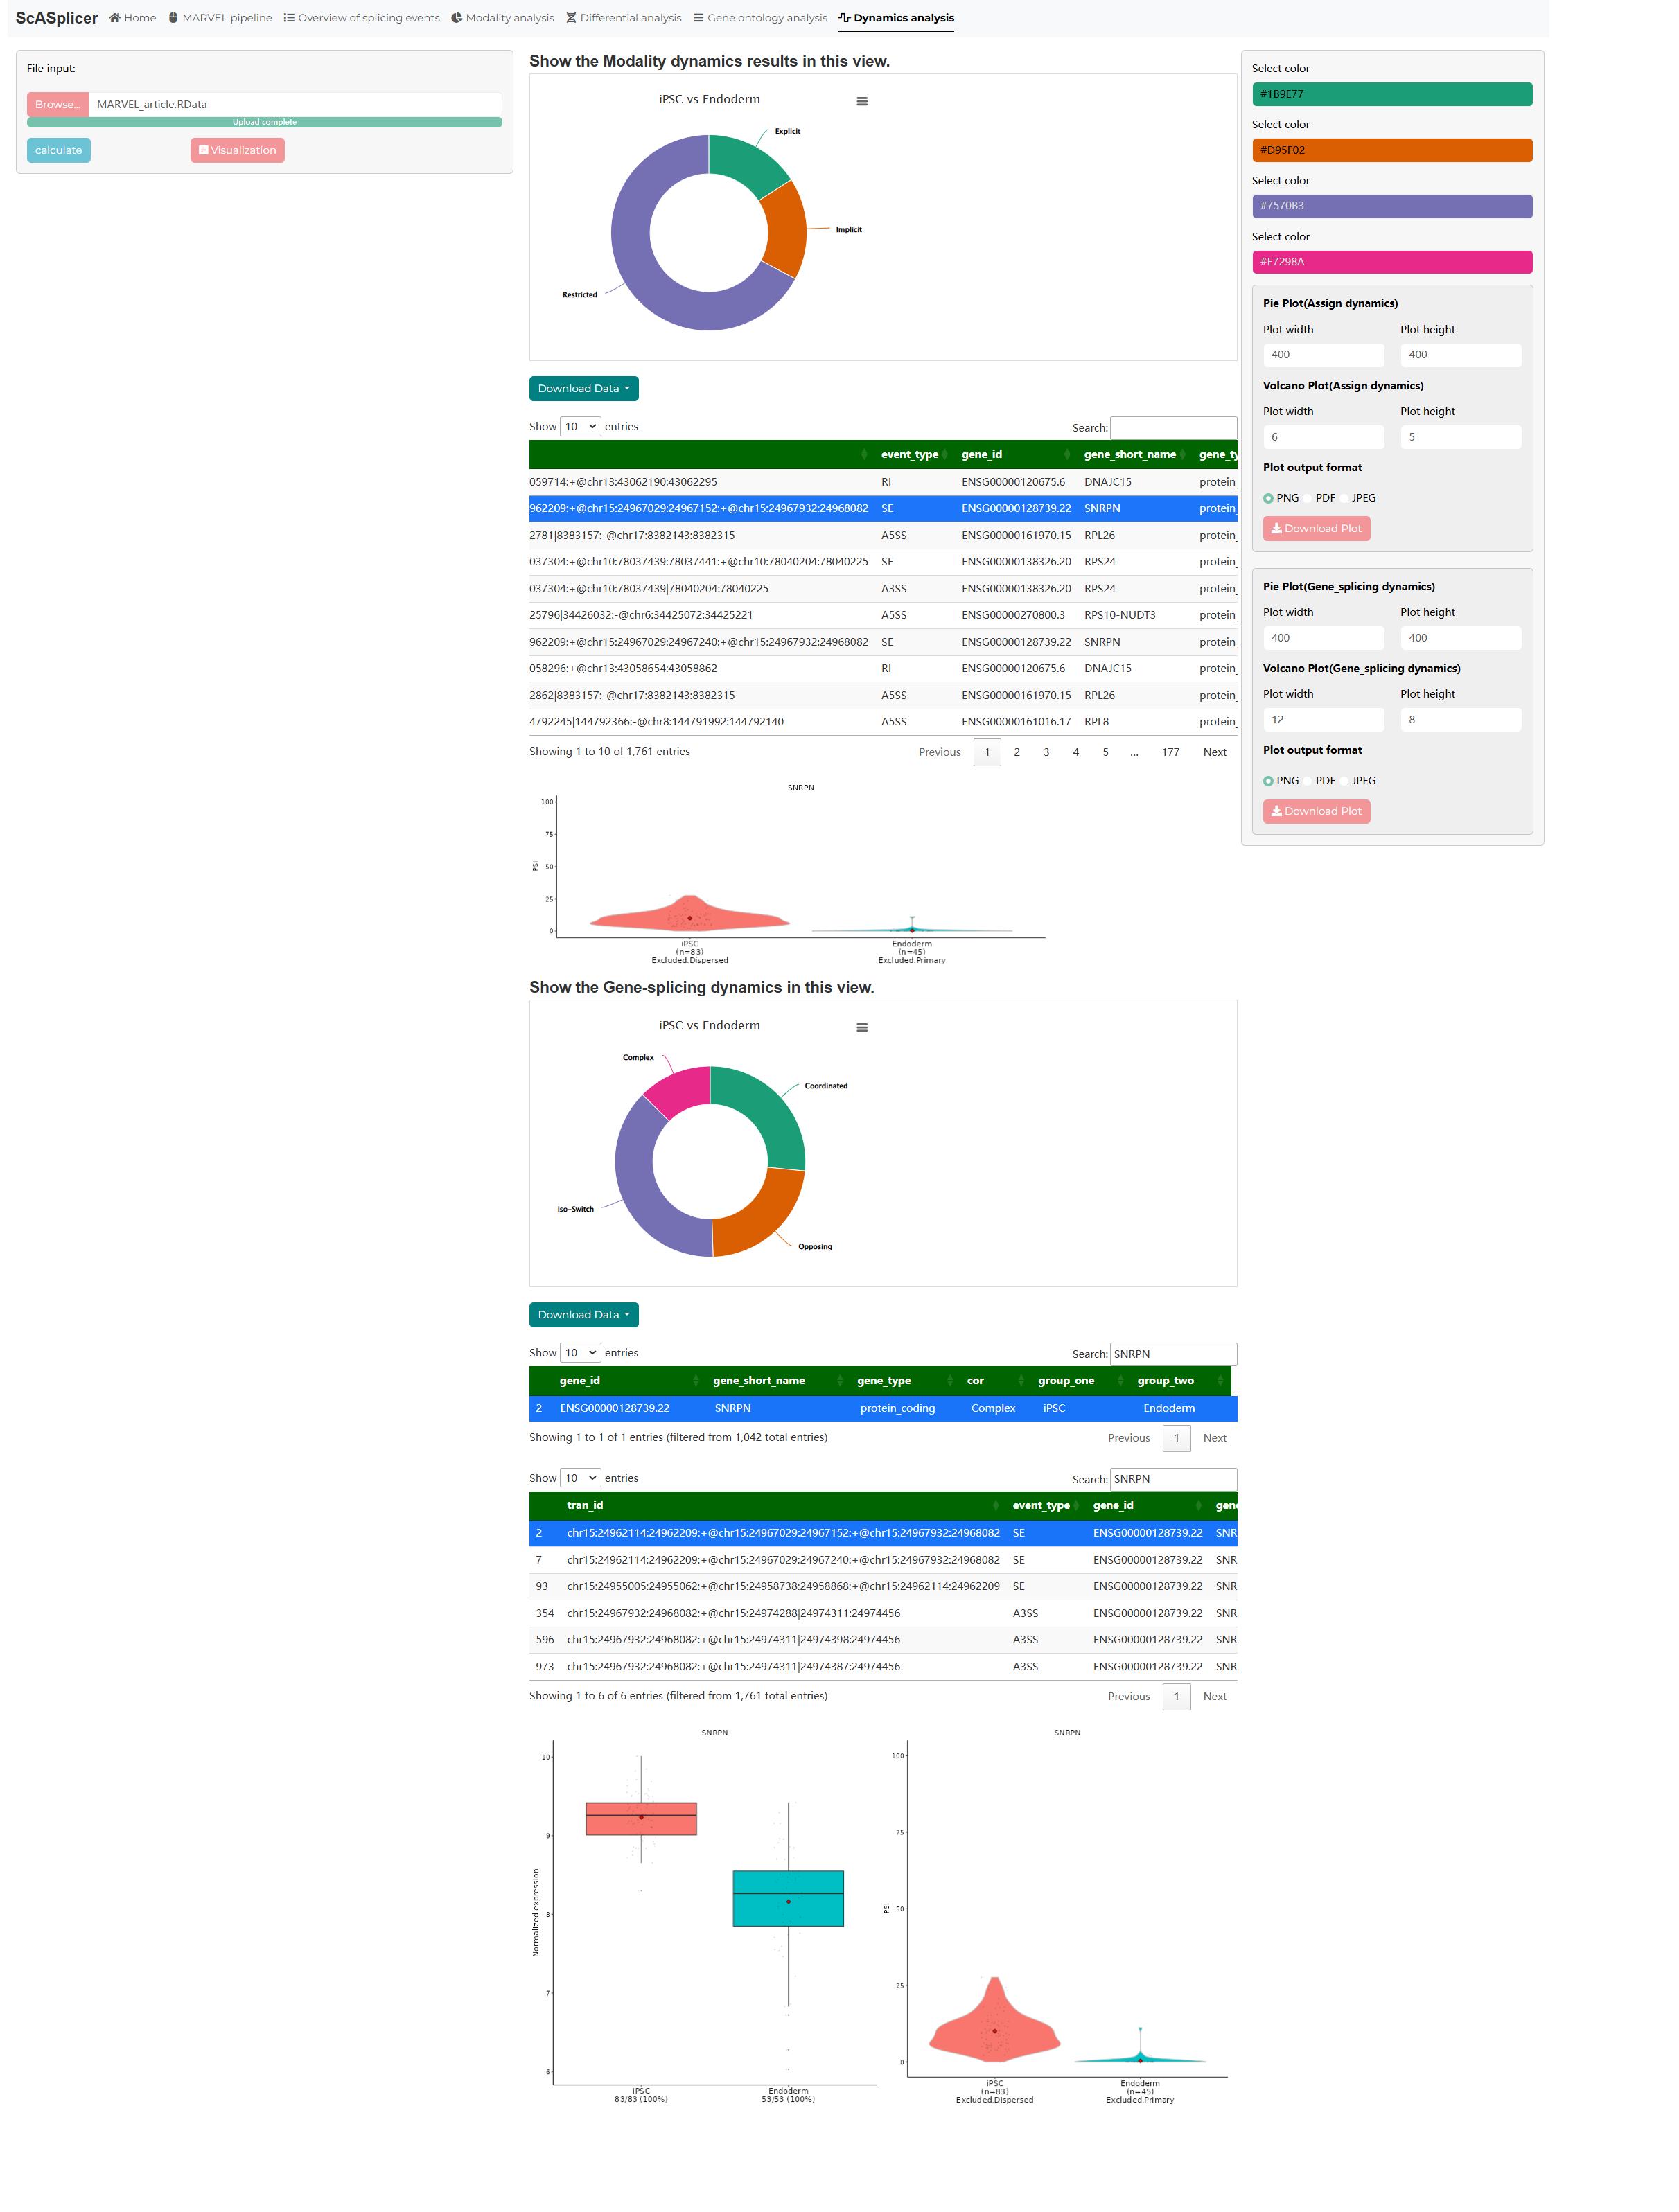 ScASplicer Home MARVEL pipeline Overview of splicing events Modality analysis Differential analysis Gene ontology analysis Dynamics analysis
File input:
Browse... MARVEL_article.RData
Upload complete
calculate Visualization
Show the Modality dynamics results in this view.
iPSC vs Endoderm
Explicit
Implicit
Restricted
Download Data
Show 10 entries Search:
event_type gene_id gene_short_name gene_ty
059714:+@chr13:43062190:43062295 RI ENSG00000120675.6 DNAJC15 protein_
962209:+@chr15:24967029:24967152:+@chr15:24967932:24968082 SE ENSG00000128739.22 SNRPN protein_
2781|8383157:-@chr17:8382143:8382315 A5SS ENSG00000161970.15 RPL26 protein_
037304:+@chr10:78037439:78037441:+@chr10:78040204:78040225 SE ENSG00000138326.20 RPS24 protein_
037304:+@chr10:78037439|78040204:78040225 A3SS ENSG00000138326.20 RPS24 protein_
25796|34426032:-@chr6:34425072:34425221 A5SS ENSG00000270800.3 RPS10-NUDT3 protein_
962209:+@chr15:24967029:24967240:+@chr15:24967932:24968082 SE ENSG00000128739.22 SNRPN protein_
058296:+@chr13:43058654:43058862 RI ENSG00000120675.6 DNAJC15 protein_
2862|8383157:-@chr17:8382143:8382315 A5SS ENSG00000161970.15 RPL26 protein_
4792245|144792366:-@chr8:144791992:144792140 A5SS ENSG00000161016.17 RPL8 protein_
Showing 1 to 10 of 1,761 entries Previous 1 2 3 4 5 ... 177 Next
SNRPN
100
75
50
25
0
PSI
iPSC
(n=83)
Excluded.Dispersed
Endoderm
(n=45)
Excluded.Primary
Show the Gene-splicing dynamics in this view.
iPSC vs Endoderm
Complex
Coordinated
Iso-Switch
Opposing
Download Data
Show 10 entries Search: SNRPN
gene_id gene_short_name gene_type cor group_one group_two
2 ENSG00000128739.22 SNRPN protein_coding Complex iPSC Endoderm
Showing 1 to 1 of 1 entries (filtered from 1,042 total entries) Previous 1 Next
Show 10 entries Search: SNRPN
tran_id event_type gene_id gene
2 chr15:24962114:24962209:+@chr15:24967029:24967152:+@chr15:24967932:24968082 SE ENSG00000128739.22 SNR
7 chr15:24962114:24962209:+@chr15:24967029:24967240:+@chr15:24967932:24968082 SE ENSG00000128739.22 SNR
93 chr15:24955005:24955062:+@chr15:24958738:24958868:+@chr15:24962114:24962209 SE ENSG00000128739.22 SNR
354 chr15:24967932:24968082:+@chr15:24974288|24974311:24974456 A3SS ENSG00000128739.22 SNR
596 chr15:24967932:24968082:+@chr15:24974311|24974398:24974456 A3SS ENSG00000128739.22 SNR
973 chr15:24967932:24968082:+@chr15:24974311|24974387:24974456 A3SS ENSG00000128739.22 SNR
Showing 1 to 6 of 6 entries (filtered from 1,761 total entries) Previous 1 Next
SNRPN
10
9
8
7
6
Normalized expression
iPSC
83/83 (100%)
Endoderm
53/53 (100%)
SNRPN
100
75
50
25
0
PSI
iPSC
(n=83)
Excluded.Dispersed
Endoderm
(n=45)
Excluded.Primary
Select color
#1B9E77
Select color
#D95F02
Select color
#7570B3
Select color
#E7298A
Pie Plot(Assign dynamics)
Plot width Plot height
400 400
Volcano Plot(Assign dynamics)
Plot width Plot height
6 5
Plot output format
PNG PDF JPEG
Download Plot
Pie Plot(Gene_splicing dynamics)
Plot width Plot height
400 400
Volcano Plot(Gene_splicing dynamics)
Plot width Plot height
12 8
Plot output format
PNG PDF JPEG
Download Plot